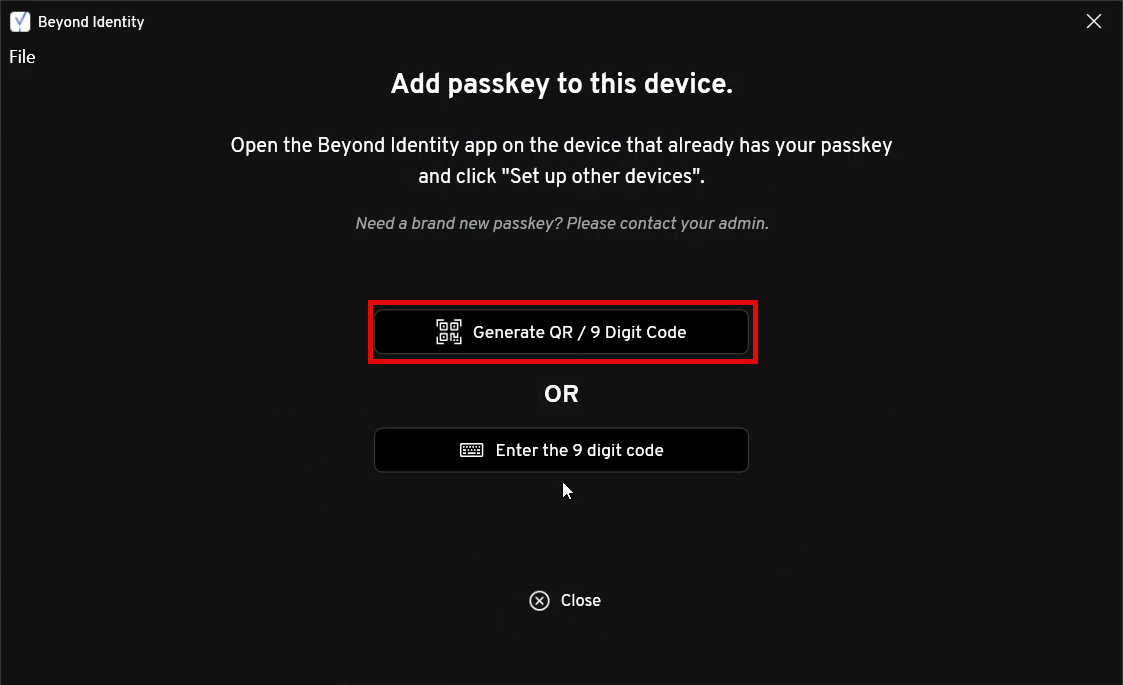 Beyond Identity
File
Add passkey to this device.
Open the Beyond Identity app on the device that already has your passkey
and click "Set up other devices".
Need a brand new passkey? Please contact your admin.
Generate QR / 9 Digit Code
OR
Enter the 9 digit code
Close